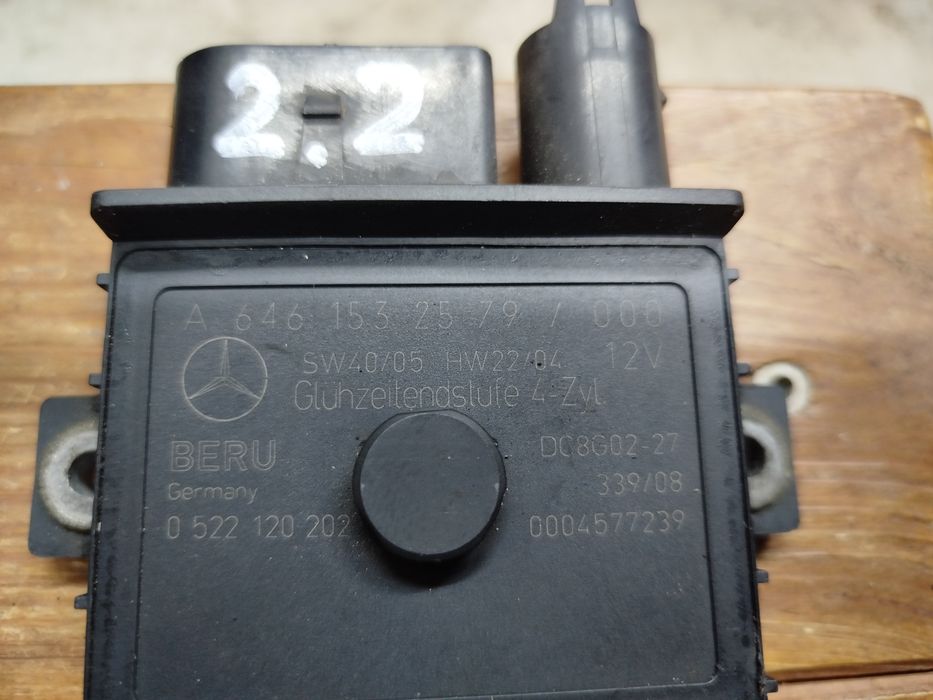 2.2
A 646 153 25 79 / 000
SW40/05 HW22/04 12V
Glühzeitendstufe 4-Zyl.
BERU DC8G02-27
Germany 339/08
0 522 120 202 0004577239